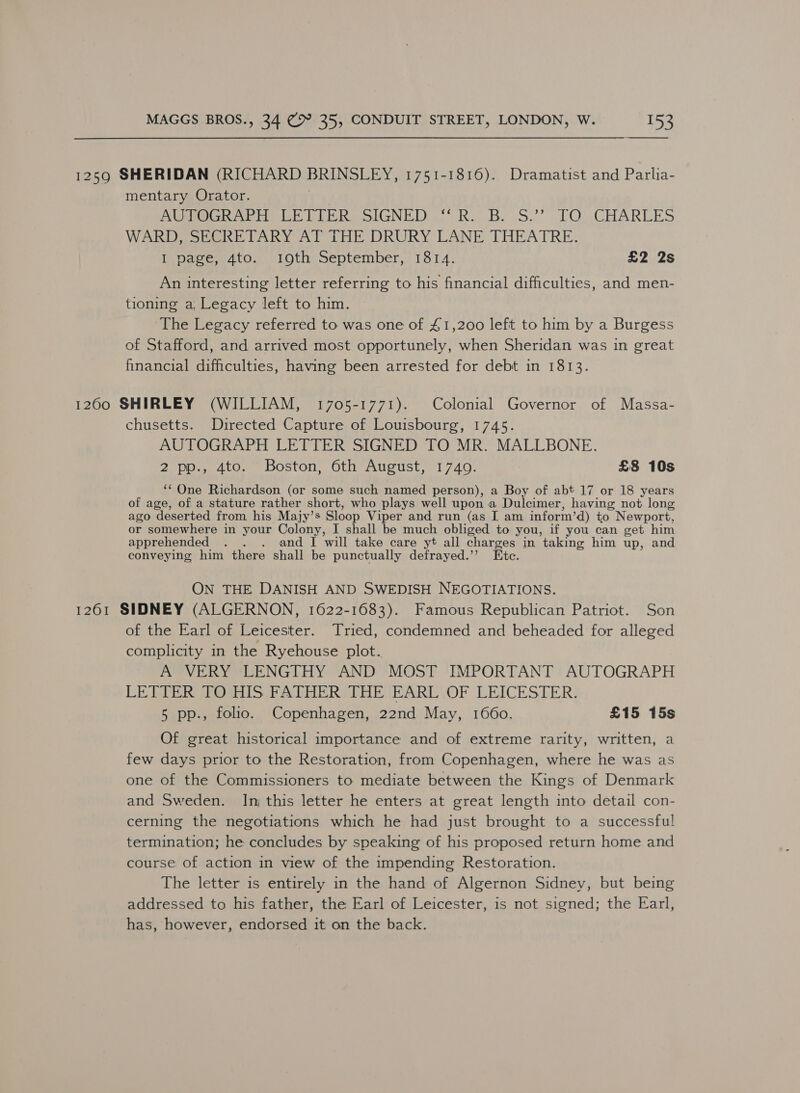 MAGGS BROS., 34 & 35, CONDUIT STREET, LONDON, W. 153
1259 SHERIDAN (RICHARD BRINSLEY, 1751-1816). Dramatist and Parlia-
mentary Orator.
AUTOGRAPH LETTER SIGNED “R. B. S.” TO CHARLES
WARD, SECRETARY AT THE DRURY LANE THEATRE.
1 page, 4to. 19th September, 1814. £2 2s
An interesting letter referring to his financial difficulties, and men-
tioning a Legacy left to him.
The Legacy referred to was one of £1,200 left to him by a Burgess
of Stafford, and arrived most opportunely, when Sheridan was in great
financial difficulties, having been arrested for debt in 1813.
1260 SHIRLEY (WILLIAM, 1705-1771). Colonial Governor of Massa-
chusetts. Directed Capture of Louisbourg, 1745.
AUTOGRAPH LETTER SIGNED TO MR. MALLBONE.
2 pp., 4to. Boston, 6th August, 1749. £8 10s
“One Richardson (or some such named person), a Boy of abt 17 or 18 years
of age, of a stature rather short, who plays well upon a Dulcimer, having not long
ago deserted from his Majy's Sloop Viper and run (as I am inform'd) to Newport,
or somewhere in your Colony, I shall be much obliged to you, if you can get him
apprehended . . . and I will take care yt all charges in taking him up, and
conveying him there shall be punctually defrayed.” Etc.
ON THE DANISH AND SWEDISH NEGOTIATIONS.
1261 SIDNEY (ALGERNON, 1622-1683). Famous Republican Patriot. Son
of the Earl of Leicester. Tried, condemned and beheaded for alleged
complicity in the Ryehouse plot.
A VERY LENGTHY AND MOST IMPORTANT AUTOGRAPH
LETTER TO HIS FATHER THE EARL OF LEICESTER.
5 pp., folio. Copenhagen, 22nd May, 1660. £15 15s
Of great historical importance and of extreme rarity, written, a
few days prior to the Restoration, from Copenhagen, where he was as
one of the Commissioners to mediate between the Kings of Denmark
and Sweden. In this letter he enters at great length into detail con-
cerning the negotiations which he had just brought to a successful
termination; he concludes by speaking of his proposed return home and
course of action in view of the impending Restoration.
The letter is entirely in the hand of Algernon Sidney, but being
addressed to his father, the Earl of Leicester, is not signed; the Earl,
has, however, endorsed it on the back.